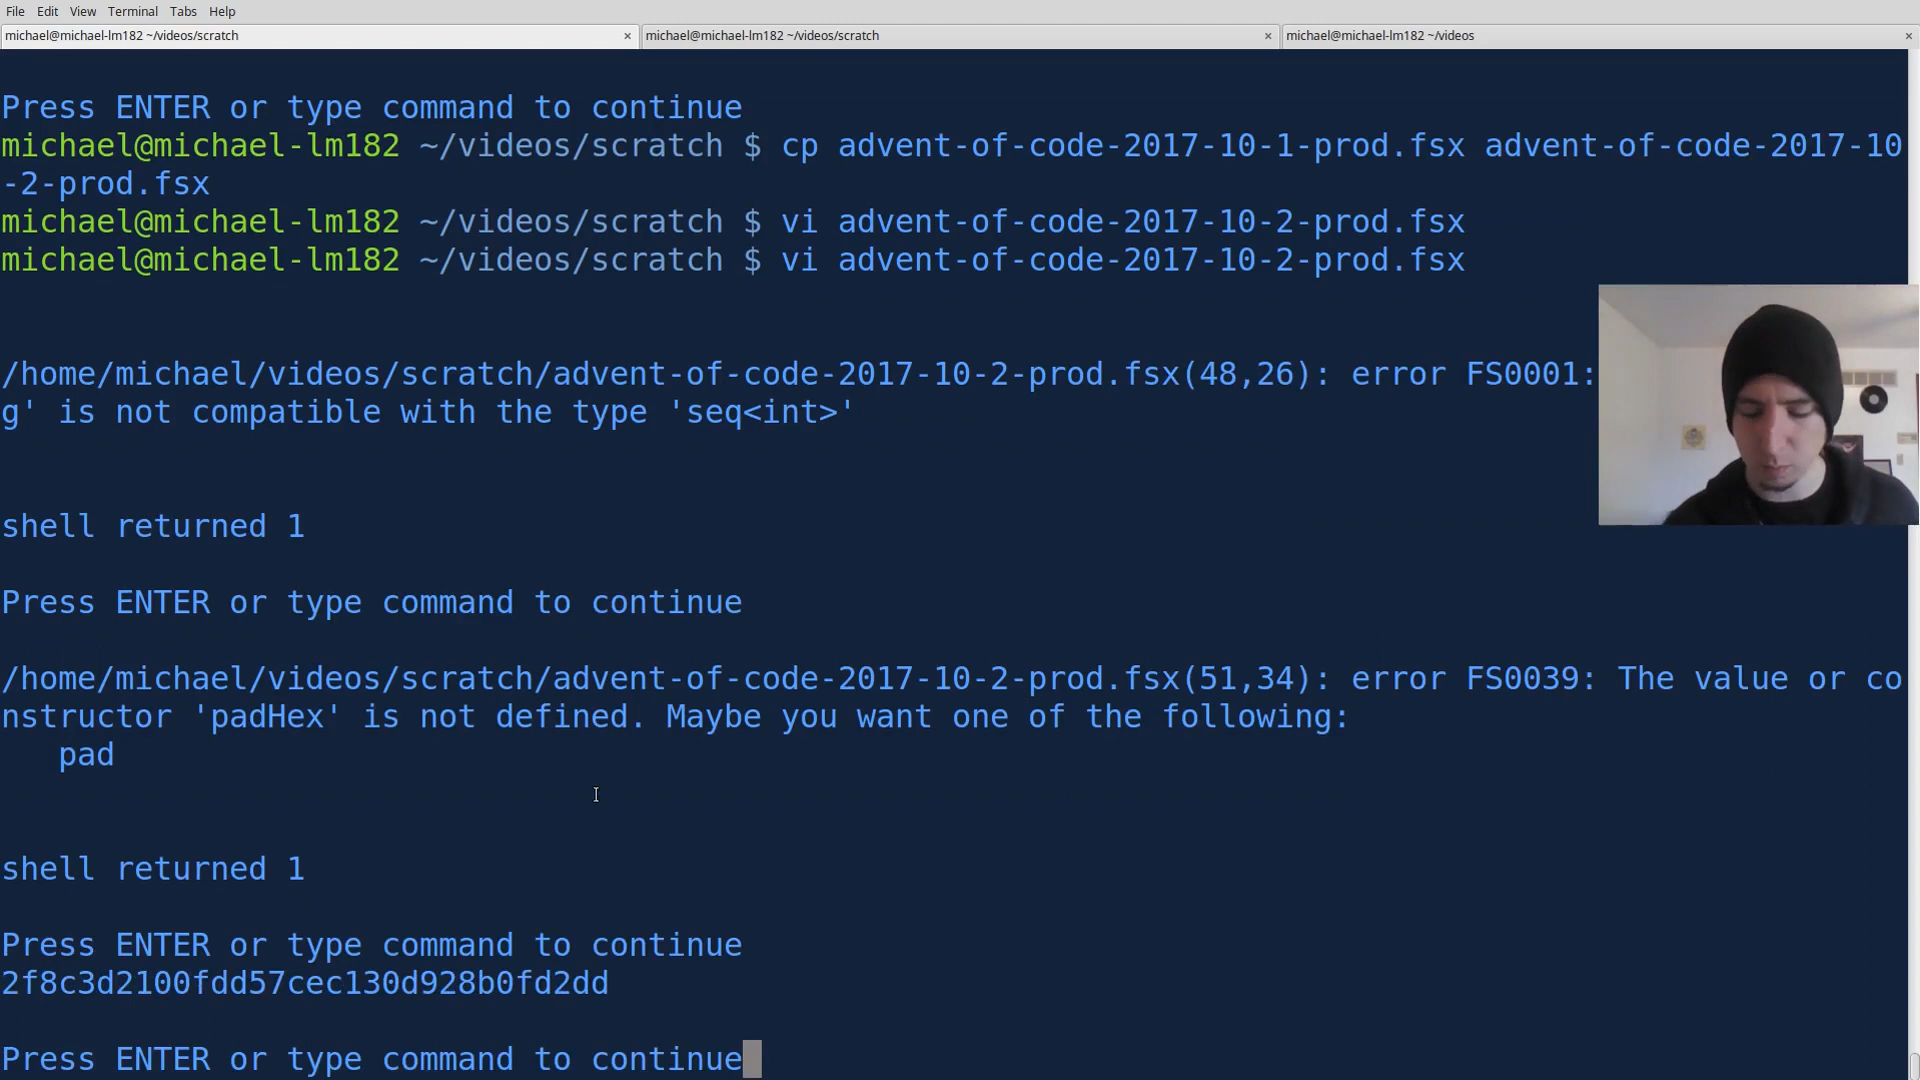 File Edit View Terminal Tabs Help
michael@michael-lm182 ~/videos/scratch × michael@michael-lm182 ~/videos/scratch × michael@michael-lm182 ~/videos ×
Press ENTER or type command to continue
michael@michael-lm182 ~/videos/scratch $ cp advent-of-code-2017-10-1-prod.fsx advent-of-code-2017-10
-2-prod.fsx
michael@michael-lm182 ~/videos/scratch $ vi advent-of-code-2017-10-2-prod.fsx
michael@michael-lm182 ~/videos/scratch $ vi advent-of-code-2017-10-2-prod.fsx
/home/michael/videos/scratch/advent-of-code-2017-10-2-prod.fsx(48,26): error FS0001:
g' is not compatible with the type 'seq<int>'
shell returned 1
Press ENTER or type command to continue
/home/michael/videos/scratch/advent-of-code-2017-10-2-prod.fsx(51,34): error FS0039: The value or co
nstructor 'padHex' is not defined. Maybe you want one of the following:
pad
shell returned 1
Press ENTER or type command to continue
2f8c3d2100fdd57cec130d928b0fd2dd
Press ENTER or type command to continue